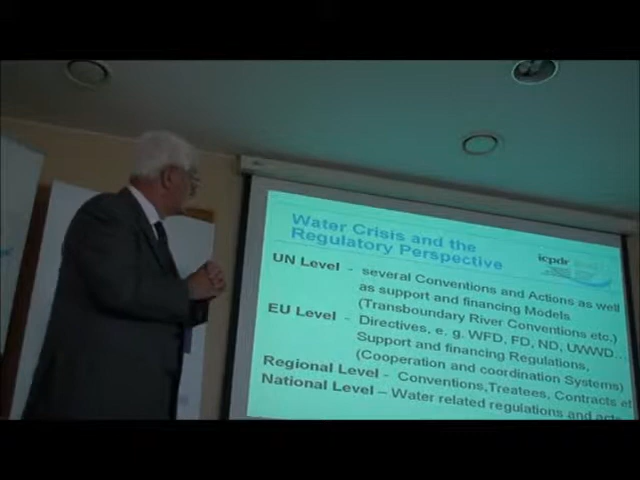 Water Crisis and the
Regulatory Perspective
icpdr
UN Level - several Conventions and Actions as well
as support and financing Models
(Transboundary River Conventions etc.)
EU Level - Directives, e. g. WFD, FD, ND, UWWD...
Support and financing Regulations,
(Cooperation and coordination Systems)
Regional Level - Conventions,Treatees, Contracts et
National Level – Water related regulations and acts